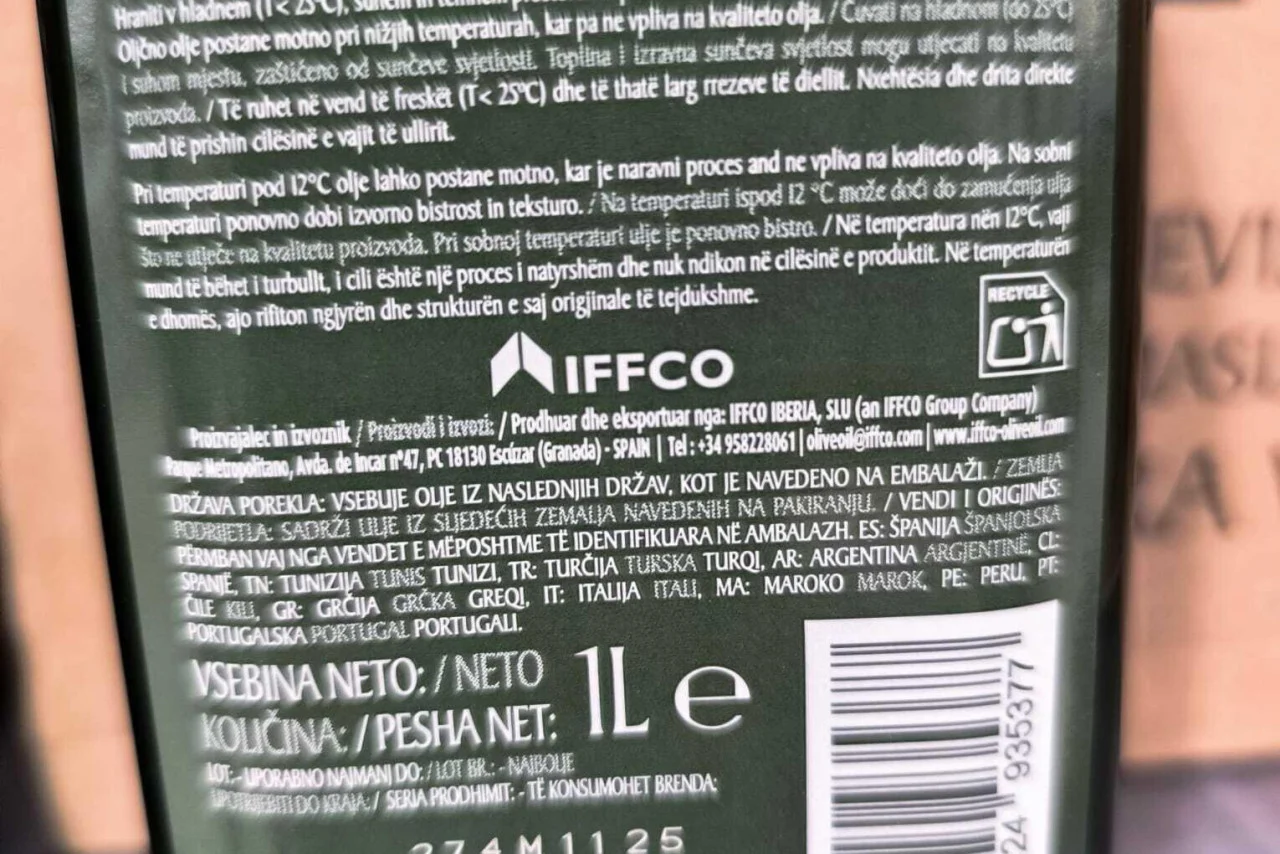 Hraniti v hladnem (T< 25°C), suhem in temnem
Oljčno olje postane motno pri nižjih temperaturah, kar pa ne vpliva na kvaliteto olja. / Čuvati na hladnom (do 25°C)
i suhom mjestu, zaštićeno od sunčeve svjetlosti. Toplina i izravna sunčeva svjetlost mogu utjecati na kvalitetu
proizvoda. / Të ruhet në vend të freskët (T< 25°C) dhe të thatë larg rrezeve të diellit. Nxehtësia dhe drita direkte
mund të prishin cilësinë e vajit të ullirit.
Pri temperaturi pod 12°C olje lahko postane motno, kar je naravni proces and ne vpliva na kvaliteto olja. Na sobni
temperaturi ponovno dobi izvorno bistrost in teksturo. / Na temperaturi ispod 12 °C može doći do zamućenja ulja
što ne utječe na kvalitetu proizvoda. Pri sobnoj temperaturi ulje je ponovno bistro. / Në temperatura nën 12°C, vaji
mund të bëhet i turbullt, i cili është një proces i natyrshëm dhe nuk ndikon në cilësinë e produktit. Në temperaturën
e dhomës, ajo rifiton ngjyrën dhe strukturën e saj origjinale të tejdukshme.
RECYCLE
IFFCO
Proizvajalec in izvoznik / Proizvodi i izvozi: / Prodhuar dhe eksportuar nga: IFFCO IBERIA, SLU (an IFFCO Group Company)
Parque Metropolitano, Avda. de Incar nº47, PC 18130 Escúzar (Granada) - SPAIN | Tel : +34 958228061 | oliveoil@iffco.com | www.iffco-oliveoil.com
DRŽAVA POREKLA: VSEBUJE OLJE IZ NASLEDNJIH DRŽAV, KOT JE NAVEDENO NA EMBALAŽI. / ZEMLJA
PODRIJETLA: SADRŽI ULJE IZ SLJEDEĆIH ZEMALJA NAVEDENIH NA PAKIRANJU. / VENDI I ORIGJINËS:
PËRMBAN VAJ NGA VENDET E MËPOSHTME TË IDENTIFIKUARA NË AMBALAZH. ES: ŠPANIJA ŠPANJOLSKA
SPANJË, TN: TUNIZIJA TUNIS TUNIZI, TR: TURČIJA TURSKA TURQI, AR: ARGENTINA ARGJENTINË, CL:
ČILE KILI, GR: GRČIJA GRČKA GREQI, IT: ITALIJA ITALI, MA: MAROKO MAROK, PE: PERU, PT:
PORTUGALSKA PORTUGAL PORTUGALI.
VSEBINA NETO: / NETO
KOLIČINA: / PESHA NET:
1L e
LOT: - UPORABNO NAJMANJ DO: / LOT BR.: - NAJBOLJE
UPOTRIJEBITI DO KRAJA: / SERIA PRODHIMIT: - TË KONSUMOHET BRENDA:
274M1125
24 935377